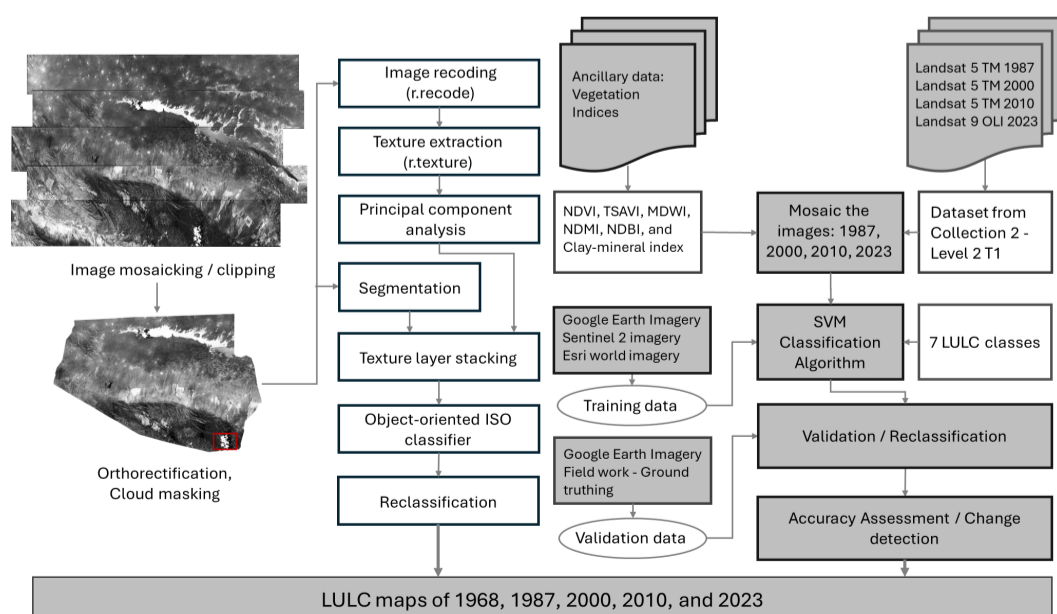 Image mosaicking / clipping
Orthorectification,
Cloud masking
Image recoding
(r.recode)
Texture extraction
(r.texture)
Principal component
analysis
Segmentation
Texture layer stacking
Object-oriented ISO
classifier
Reclassification
Ancillary data:
Vegetation
Indices
NDVI, TSAVI, MDWI,
NDMI, NDBI, and
Clay-mineral index
Google Earth Imagery
Sentinel 2 imagery
Esri world imagery
Training data
Google Earth Imagery
Field work - Ground
truthing
Validation data
Landsat 5 TM 1987
Landsat 5 TM 2000
Landsat 5 TM 2010
Landsat 9 OLI 2023
Mosaic the
images: 1987,
2000, 2010, 2023
Dataset from
Collection 2 -
Level 2 T1
SVM
Classification
Algorithm
7 LULC classes
Validation / Reclassification
Accuracy Assessment / Change
detection
LULC maps of 1968, 1987, 2000, 2010, and 2023